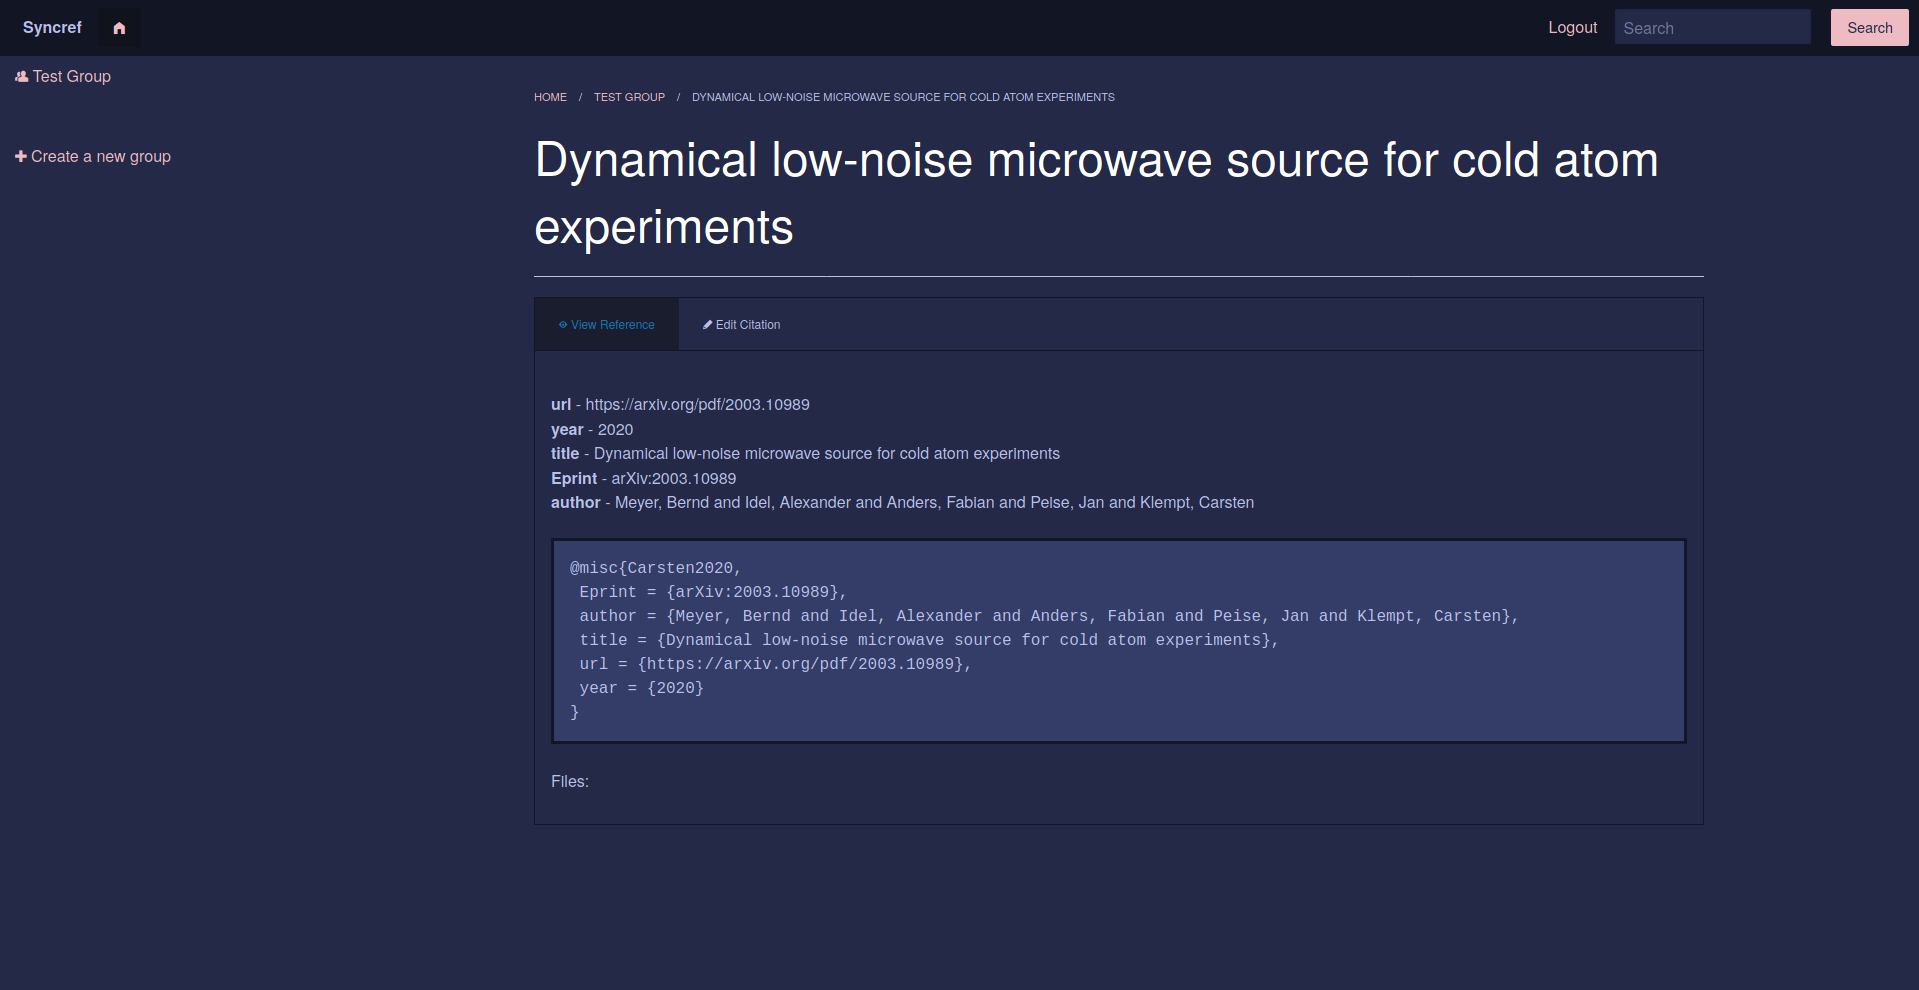 Syncref
Logout
Search
Search
Test Group
Create a new group
HOME / TEST GROUP / DYNAMICAL LOW-NOISE MICROWAVE SOURCE FOR COLD ATOM EXPERIMENTS
Dynamical low-noise microwave source for cold atom
experiments
View Reference
Edit Citation
url - https://arxiv.org/pdf/2003.10989
year - 2020
title - Dynamical low-noise microwave source for cold atom experiments
Eprint - arXiv:2003.10989
author - Meyer, Bernd and Idel, Alexander and Anders, Fabian and Peise, Jan and Klempt, Carsten
@misc{Carsten2020,
 Eprint = {arXiv:2003.10989},
 author = {Meyer, Bernd and Idel, Alexander and Anders, Fabian and Peise, Jan and Klempt, Carsten},
 title = {Dynamical low-noise microwave source for cold atom experiments},
 url = {https://arxiv.org/pdf/2003.10989},
 year = {2020}
}
Files: